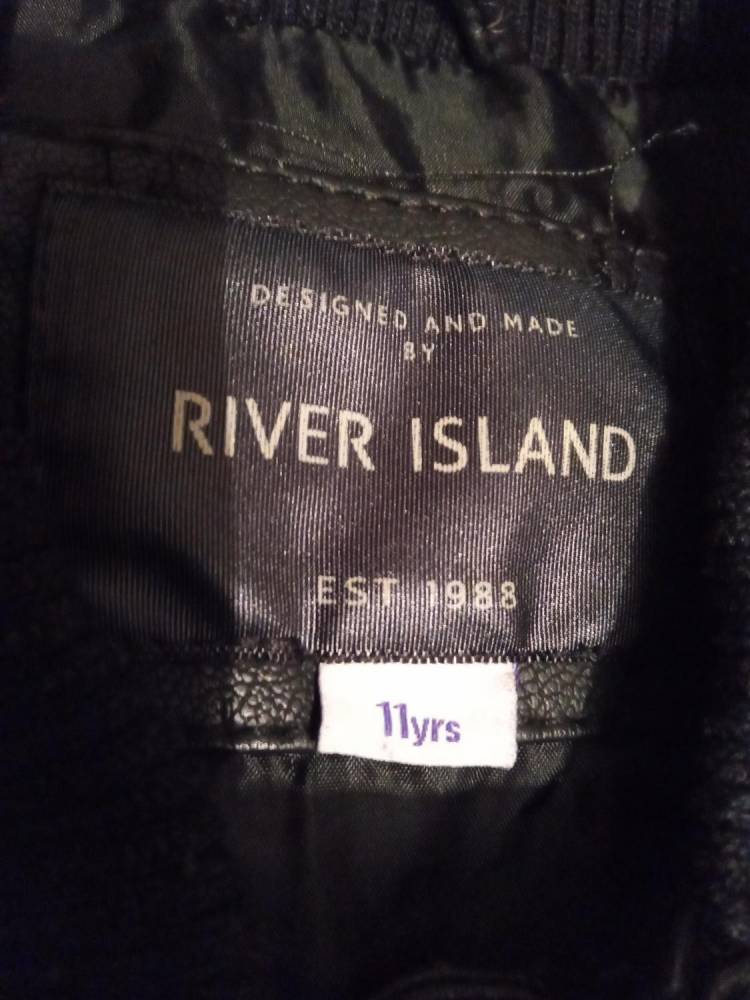 DESIGNED AND MADE
BY
RIVER ISLAND
EST 1988
11yrs